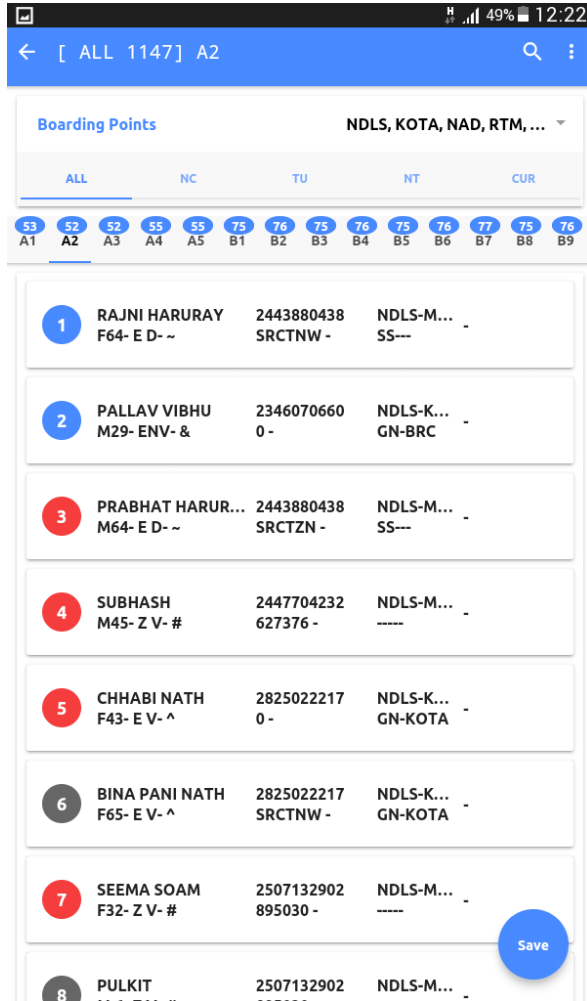 H 49% 12:22
[ ALL 1147] A2
Boarding Points NDLS, KOTA, NAD, RTM, ...
ALL NC TU NT CUR
53 52 52 55 55 75 76 75 76 75 76 77 75 76
A1 A2 A3 A4 A5 B1 B2 B3 B4 B5 B6 B7 B8 B9
1 RAJNI HARURAY 2443880438 NDLS-M... -
F64- E D- ~ SRCTNW - SS---
2 PALLAV VIBHU 2346070660 NDLS-K... -
M29- ENV- & 0 - GN-BRC
3 PRABHAT HARUR... 2443880438 NDLS-M... -
M64- E D- ~ SRCTZN - SS---
4 SUBHASH 2447704232 NDLS-M... -
M45- Z V- # 627376 - -----
5 CHHABI NATH 2825022217 NDLS-K... -
F43- E V- ^ 0 - GN-KOTA
6 BINA PANI NATH 2825022217 NDLS-K... -
F65- E V- ^ SRCTNW - GN-KOTA
7 SEEMA SOAM 2507132902 NDLS-M... -
F32- Z V- # 895030 - -----
Save
8 PULKIT 2507132902 NDLS-M... -